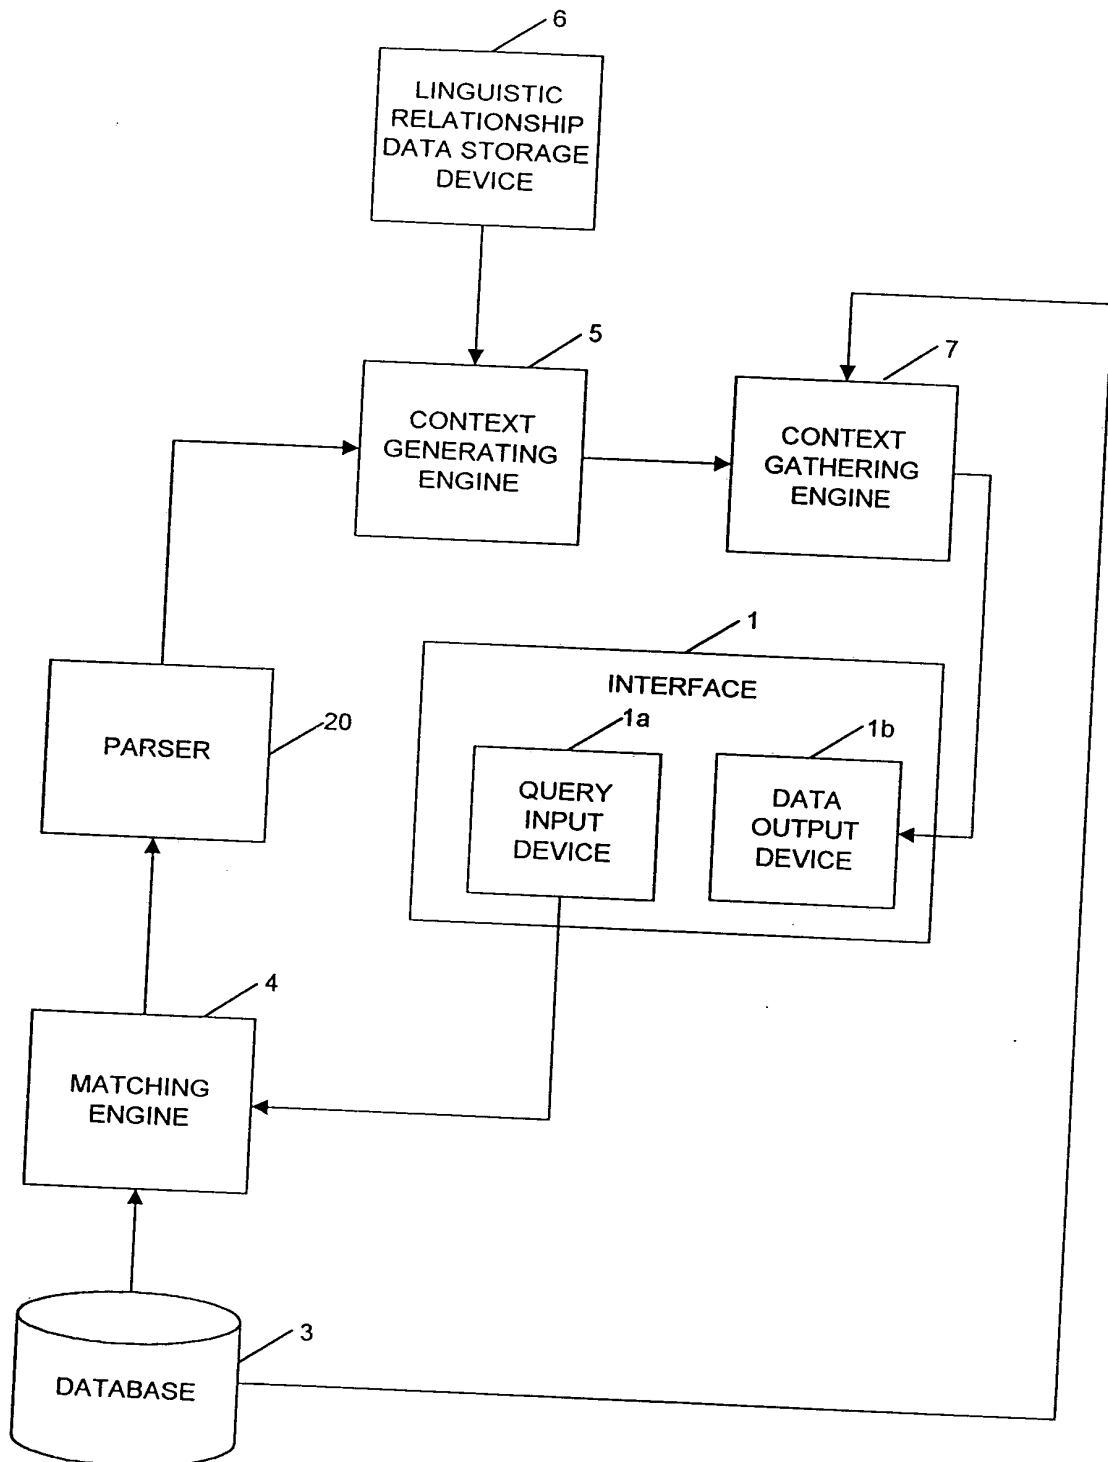 6
LINGUISTIC
RELATIONSHIP
DATA STORAGE
DEVICE
5
CONTEXT
GENERATING
ENGINE
7
CONTEXT
GATHERING
ENGINE
1
INTERFACE
1a
QUERY
INPUT
DEVICE
1b
DATA
OUTPUT
DEVICE
PARSER
20
4
MATCHING
ENGINE
3
DATABASE